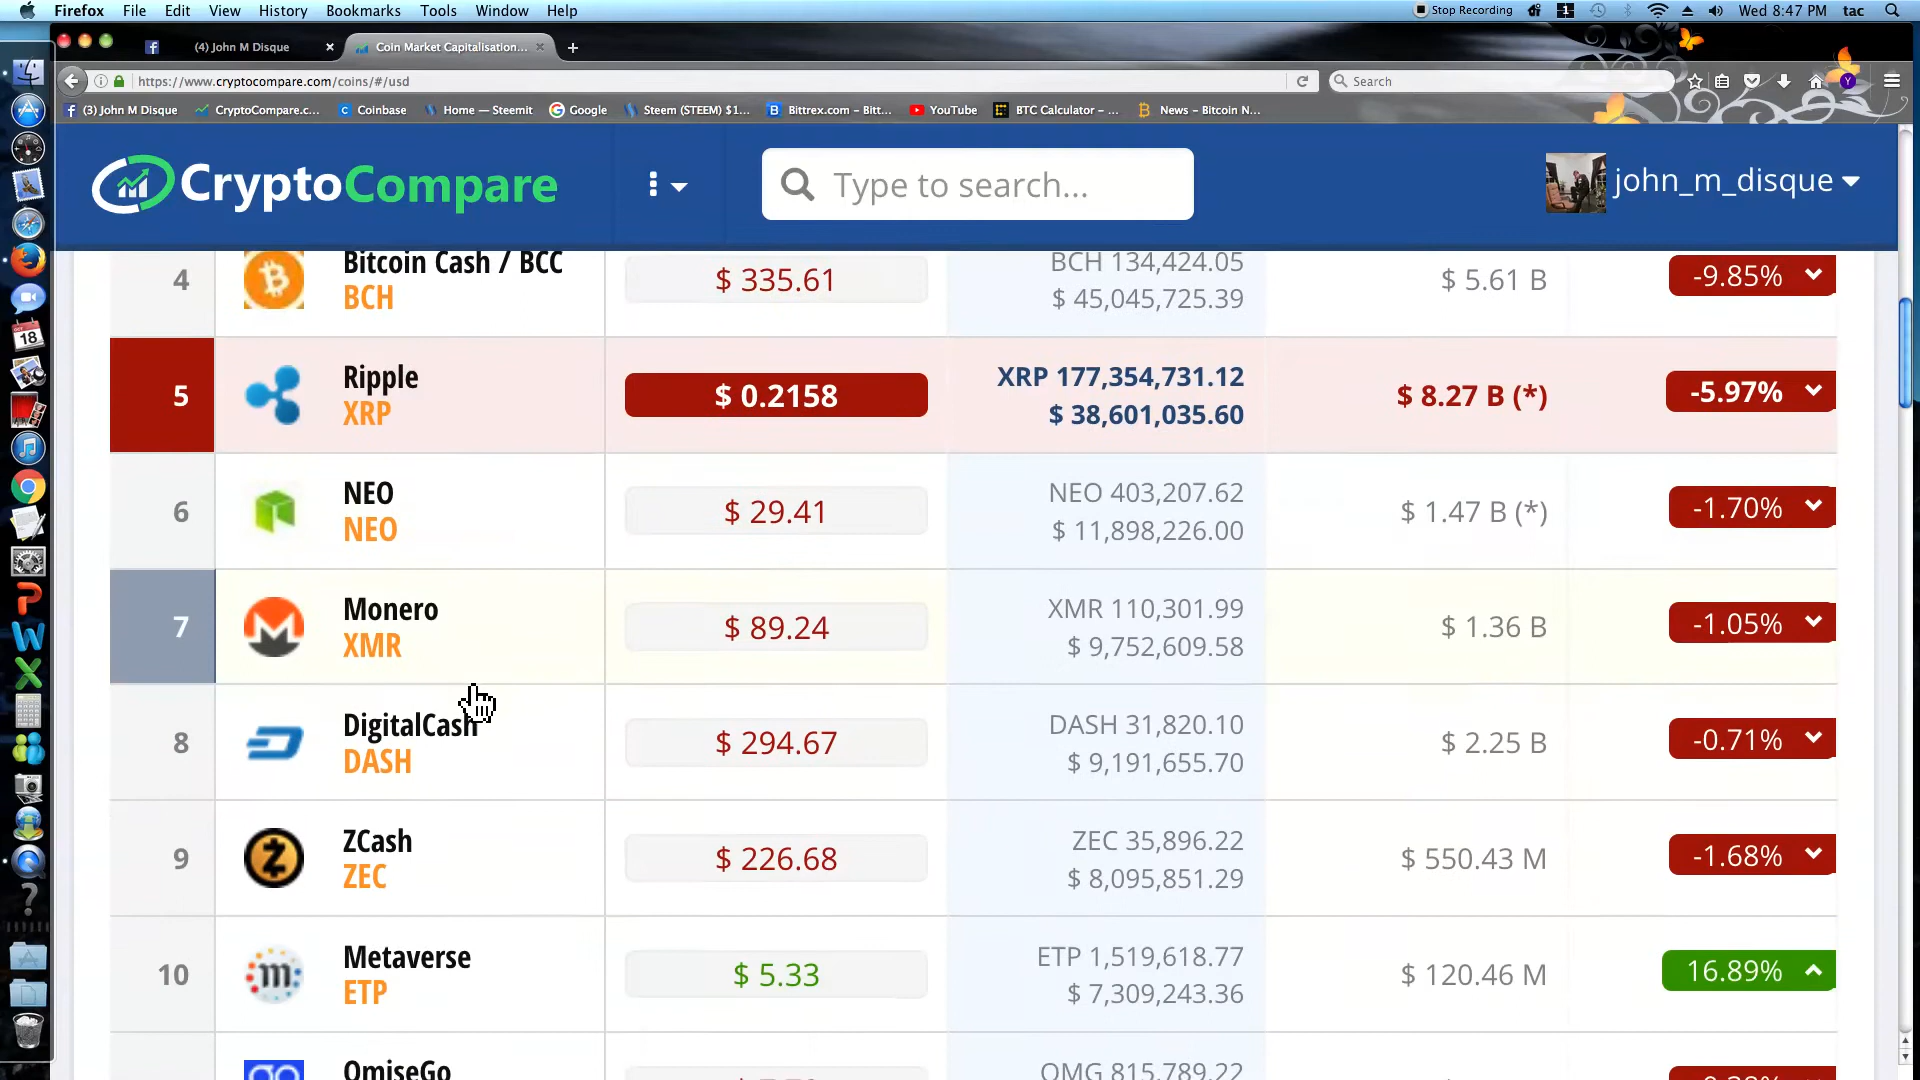 Firefox File Edit View History Bookmarks Tools Window Help Stop Recording 1 Wed 8:47 PM tac
(4) John M Disque Coin Market Capitalisation...
https://www.cryptocompare.com/coins/#/usd Search
(3) John M Disque CryptoCompare.c... Coinbase Home — Steemit Google Steem (STEEM) $1... Bittrex.com – Bitt... YouTube BTC Calculator – ... News – Bitcoin N...
CryptoCompare Type to search... john_m_disque
4 Bitcoin Cash / BCC BCH $ 335.61 BCH 134,424.05 $ 45,045,725.39 $ 5.61 B -9.85%
5 Ripple XRP $ 0.2158 XRP 177,354,731.12 $ 38,601,035.60 $ 8.27 B (*) -5.97%
6 NEO NEO $ 29.41 NEO 403,207.62 $ 11,898,226.00 $ 1.47 B (*) -1.70%
7 Monero XMR $ 89.24 XMR 110,301.99 $ 9,752,609.58 $ 1.36 B -1.05%
8 DigitalCash DASH $ 294.67 DASH 31,820.10 $ 9,191,655.70 $ 2.25 B -0.71%
9 ZCash ZEC $ 226.68 ZEC 35,896.22 $ 8,095,851.29 $ 550.43 M -1.68%
10 Metaverse ETP $ 5.33 ETP 1,519,618.77 $ 7,309,243.36 $ 120.46 M 16.89%
OmiseGo OMG 815,789.22